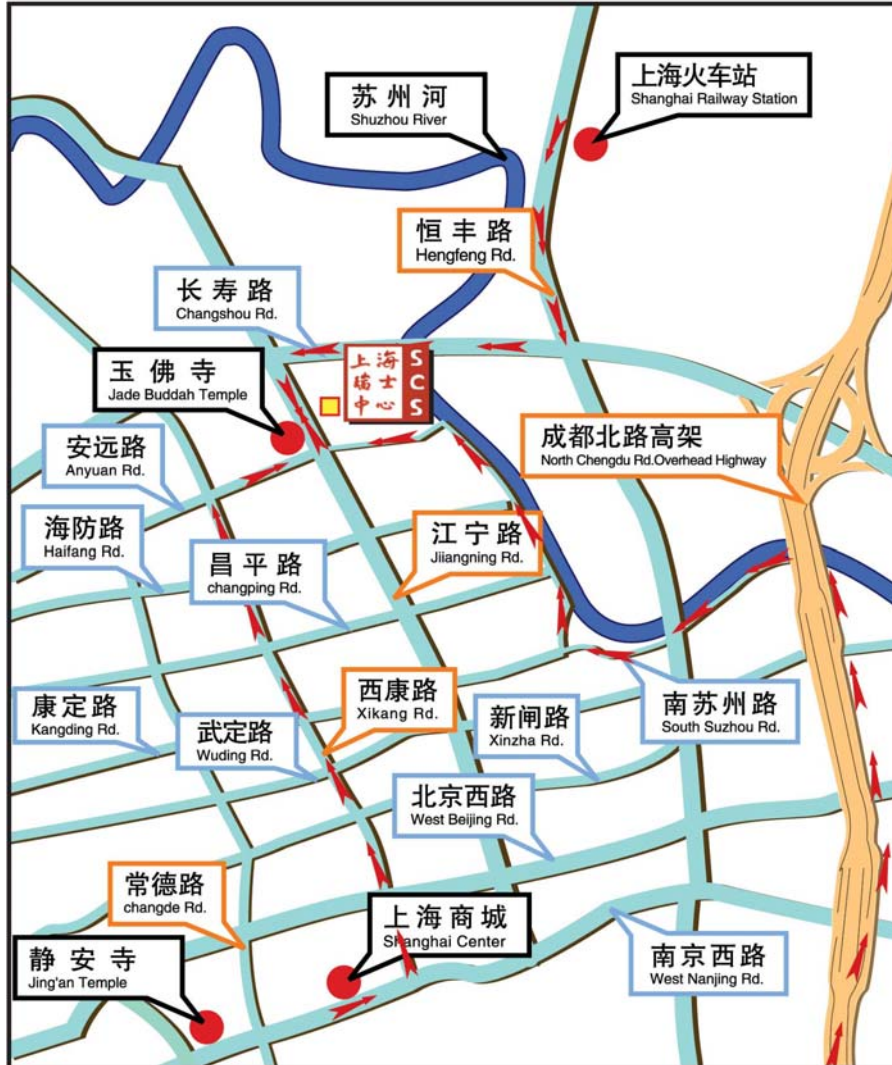 上海火车站
Shanghai Railway Station
苏州河
Shuzhou River
恒丰路
Hengfeng Rd.
长寿路
Changshou Rd.
玉佛寺
Jade Buddah Temple
上海
瑞士
中心
SCS
成都北路高架
North Chengdu Rd.Overhead Highway
安远路
Anyuan Rd.
海防路
Haifang Rd.
江宁路
Jiiangning Rd.
昌平路
changping Rd.
西康路
Xikang Rd.
南苏州路
South Suzhou Rd.
康定路
Kangding Rd.
武定路
Wuding Rd.
新闸路
Xinzha Rd.
北京西路
West Beijing Rd.
常德路
changde Rd.
上海商城
Shanghai Center
静安寺
Jing'an Temple
南京西路
West Nanjing Rd.